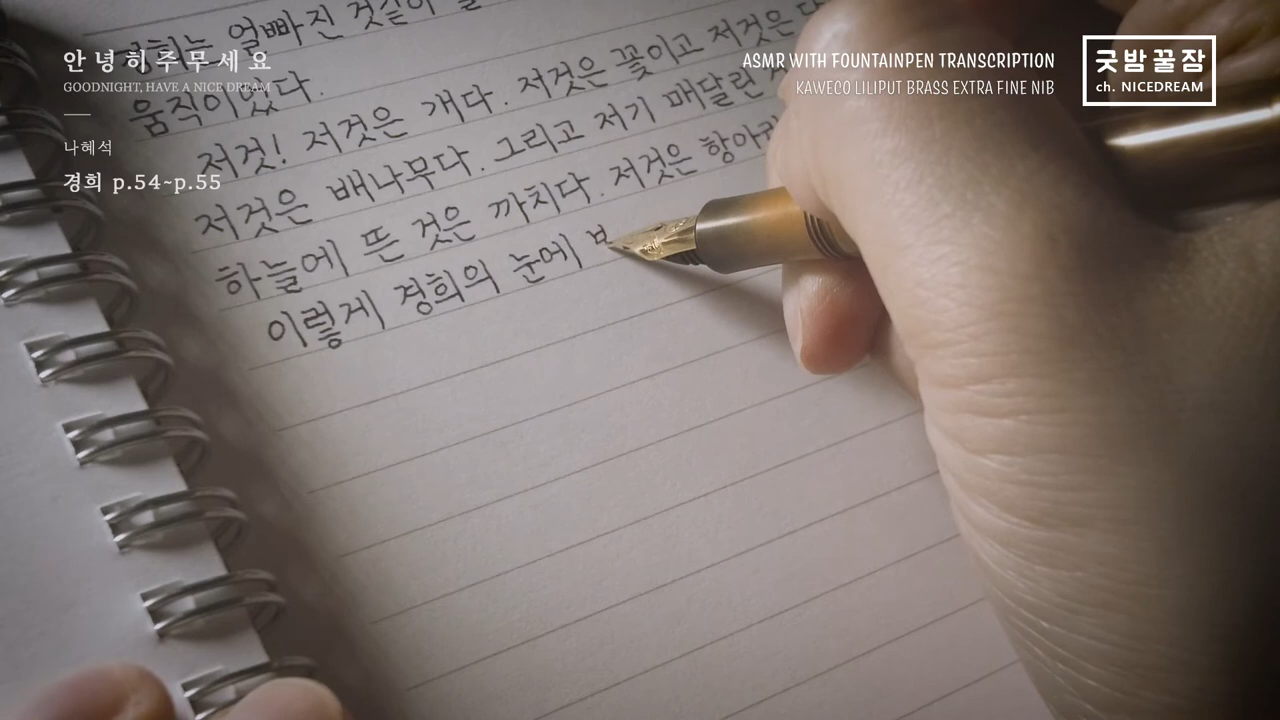 안녕히주무세요
GOODNIGHT, HAVE A NICE DREAM
나혜석
경희 p.54~p.55
ASMR WITH FOUNTAINPEN TRANSCRIPTION
KAWECO LILIPUT BRASS EXTRA FINE NIB
굿밤꿀잠
ch. NICEDREAM
경희는 얼빠진 것같이
움직이었다.
저것! 저것은 개다. 저것은 꽃이고 저것은 닭
저것은 배나무다. 그리고 저기 매달린
하늘에 뜬 것은 까치다. 저것은 항아리
이렇게 경희의 눈에 ㅂ